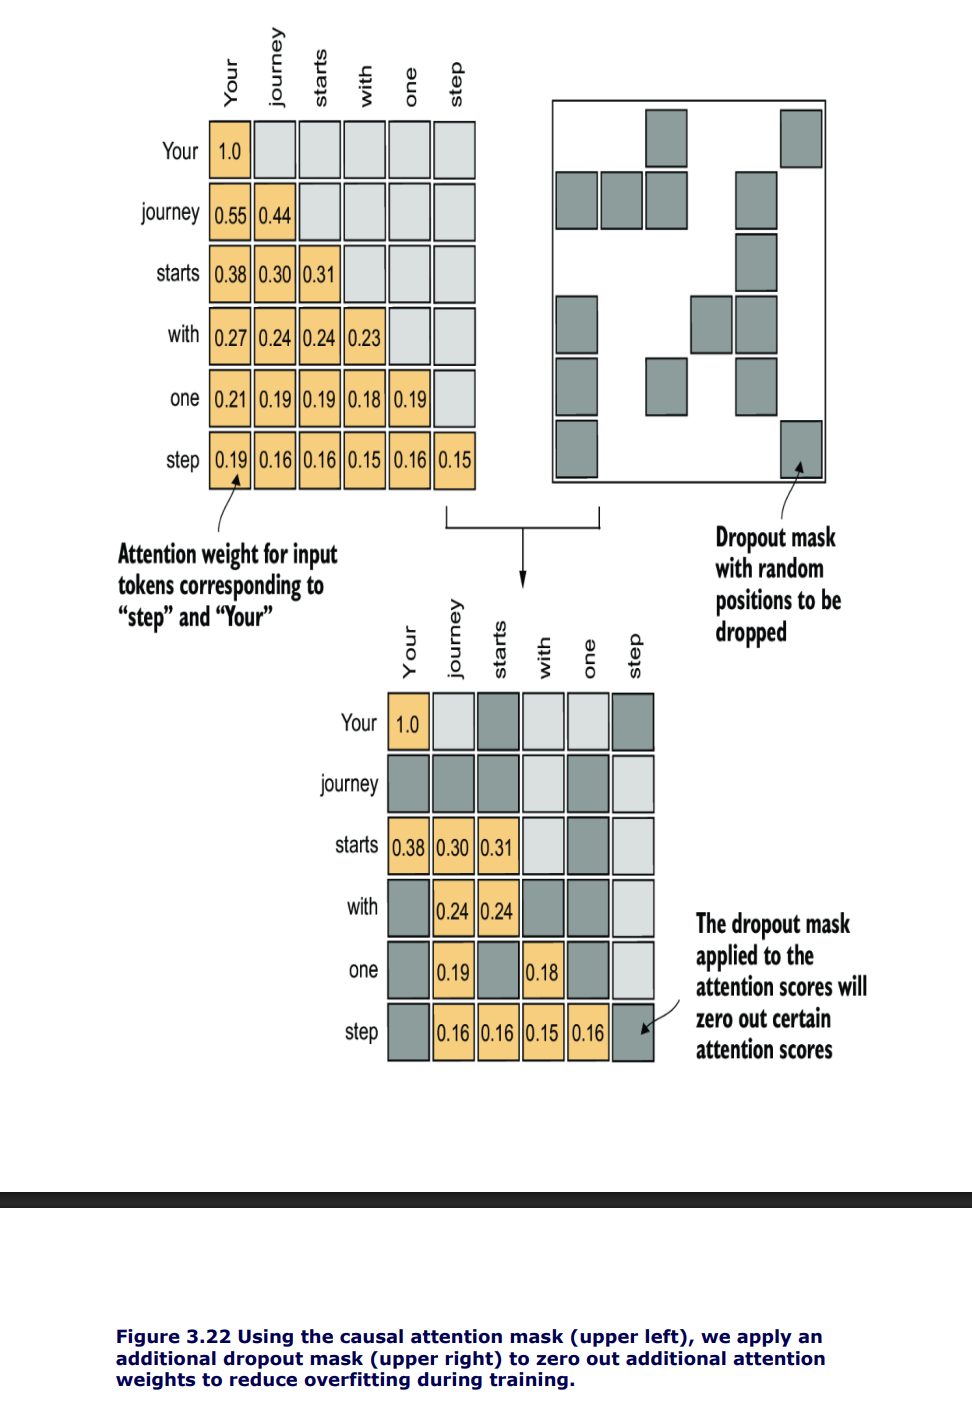 Your journey starts with one step
Your 1.0
journey 0.55 0.44
starts 0.38 0.30 0.31
with 0.27 0.24 0.24 0.23
one 0.21 0.19 0.19 0.18 0.19
step 0.19 0.16 0.16 0.15 0.16 0.15
Attention weight for input
tokens corresponding to
“step” and “Your”
Dropout mask
with random
positions to be
dropped
Your journey starts with one step
Your 1.0
journey
starts 0.38 0.30 0.31
with 0.24 0.24
one 0.19 0.18
step 0.16 0.16 0.15 0.16
The dropout mask
applied to the
attention scores will
zero out certain
attention scores
Figure 3.22 Using the causal attention mask (upper left), we apply an
additional dropout mask (upper right) to zero out additional attention
weights to reduce overfitting during training.